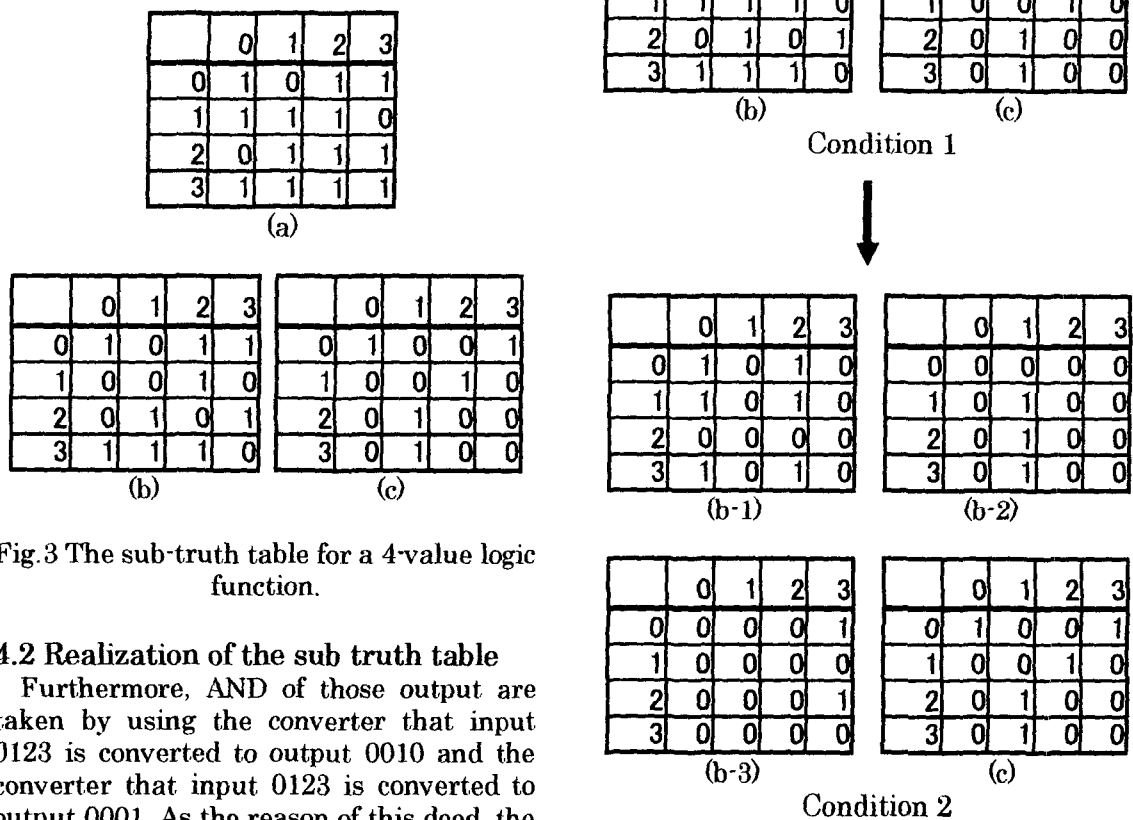 0 1 2 3
0 1 0 1 1
1 1 1 1 0
2 0 1 1 1
3 1 1 1 1
(a)
0 1 2 3
0 1 0 1 1
1 0 0 1 0
2 0 1 0 1
3 1 1 1 0
(b)
0 1 2 3
0 1 0 0 1
1 0 0 1 0
2 0 1 0 0
3 0 1 0 0
(c)
Fig.3 The sub-truth table for a 4-value logic
function.
4.2 Realization of the sub truth table
Furthermore, AND of those output are
taken by using the converter that input
0123 is converted to output 0010 and the
converter that input 0123 is converted to
output 0001. As the reason of this deed, the
1 1 1 1 0
2 0 1 0 1
3 1 1 1 0
(b)
1 0 0 1 0
2 0 1 0 0
3 0 1 0 0
(c)
Condition 1
0 1 2 3
0 1 0 1 0
1 1 0 1 0
2 0 0 0 0
3 1 0 1 0
(b-1)
0 1 2 3
0 0 0 0 0
1 0 1 0 0
2 0 1 0 0
3 0 1 0 0
(b-2)
0 1 2 3
0 0 0 0 1
1 0 0 0 0
2 0 0 0 1
3 0 0 0 0
(b-3)
0 1 2 3
0 1 0 0 1
1 0 0 1 0
2 0 1 0 0
3 0 1 0 0
(c)
Condition 2